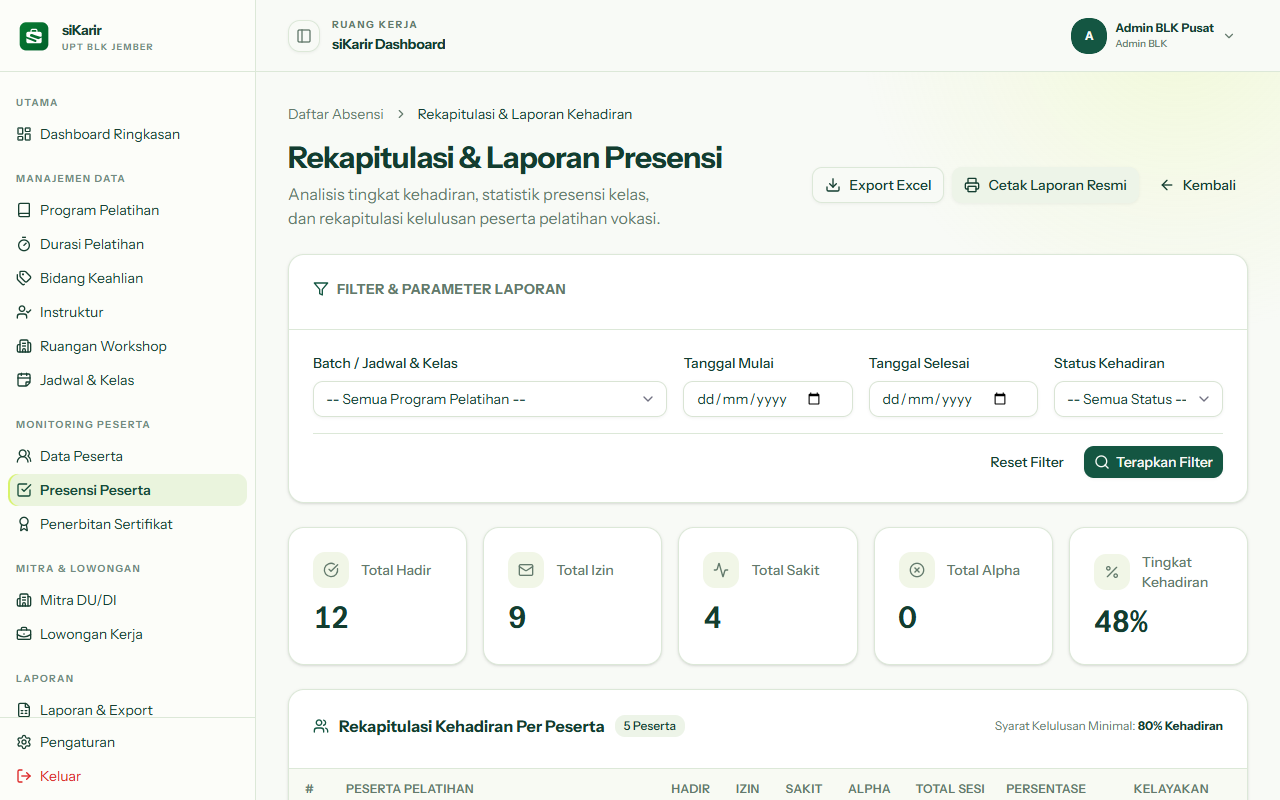 siKarir
UPT BLK JEMBER
UTAMA
Dashboard Ringkasan
MANAJEMEN DATA
Program Pelatihan
Durasi Pelatihan
Bidang Keahlian
Instruktur
Ruangan Workshop
Jadwal & Kelas
MONITORING PESERTA
Data Peserta
Presensi Peserta
Penerbitan Sertifikat
MITRA & LOWONGAN
Mitra DU/DI
Lowongan Kerja
LAPORAN
Laporan & Export
Pengaturan
Keluar
RUANG KERJA
siKarir Dashboard
A
Admin BLK Pusat
Admin BLK
Daftar Absensi > Rekapitulasi & Laporan Kehadiran
Rekapitulasi & Laporan Presensi
Analisis tingkat kehadiran, statistik presensi kelas,
dan rekapitulasi kelulusan peserta pelatihan vokasi.
Export Excel
Cetak Laporan Resmi
Kembali
FILTER & PARAMETER LAPORAN
Batch / Jadwal & Kelas
-- Semua Program Pelatihan --
Tanggal Mulai
dd/mm/yyyy
Tanggal Selesai
dd/mm/yyyy
Status Kehadiran
-- Semua Status --
Reset Filter
Terapkan Filter
Total Hadir
12
Total Izin
9
Total Sakit
4
Total Alpha
0
Tingkat
Kehadiran
48%
Rekapitulasi Kehadiran Per Peserta
5 Peserta
Syarat Kelulusan Minimal: 80% Kehadiran
# PESERTA PELATIHAN HADIR IZIN SAKIT ALPHA TOTAL SESI PERSENTASE KELAYAKAN